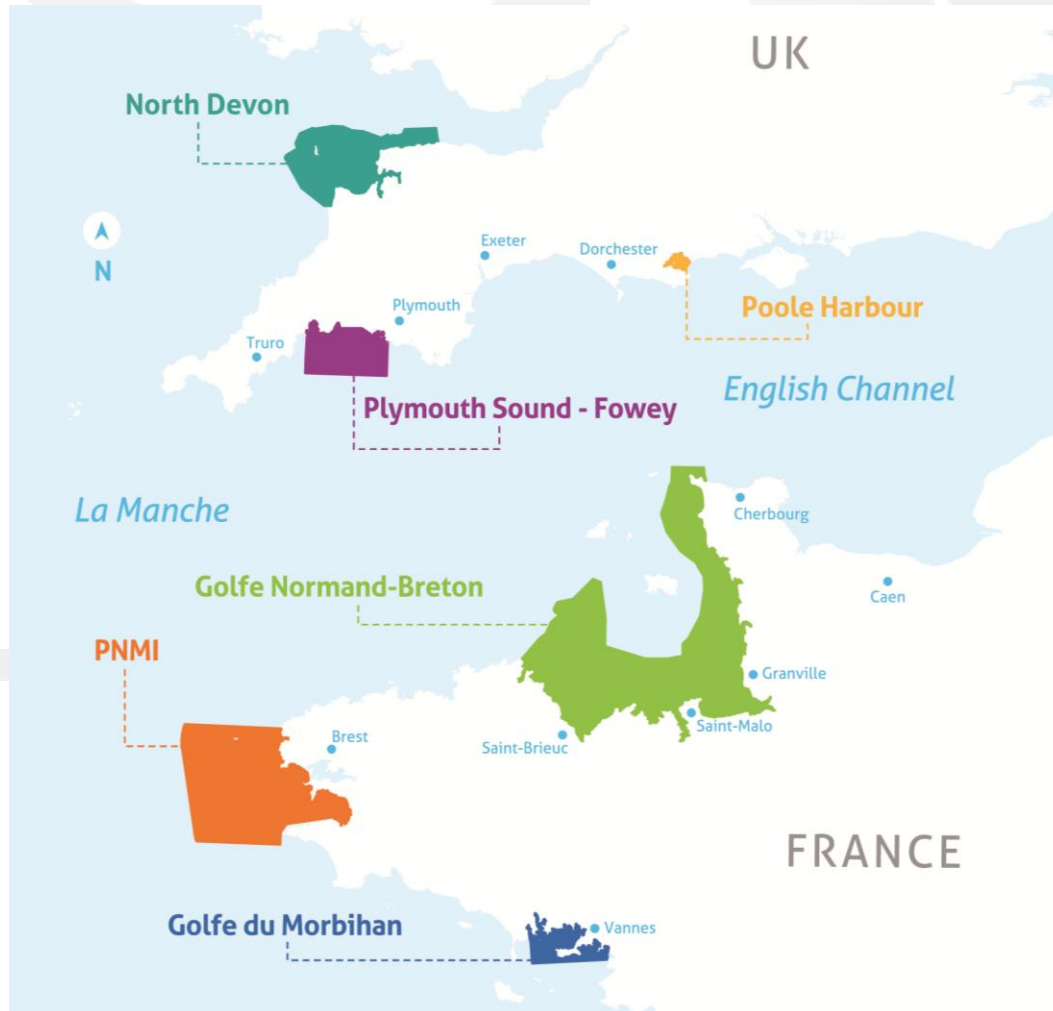 UK
North Devon
Exeter
Dorchester
N
Plymouth
Poole Harbour
Truro
English Channel
Plymouth Sound - Fowey
La Manche
Cherbourg
Golfe Normand-Breton
Caen
PNMI
Granville
Saint-Malo
Brest
Saint-Brieuc
FRANCE
Golfe du Morbihan
Vannes